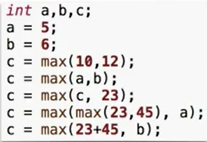 int a,b,c;
a = 5;
b = 6;
c = max(10,12);
c = max(a,b);
c = max(c, 23);
c = max(max(23,45), a);
c = max(23+45, b);